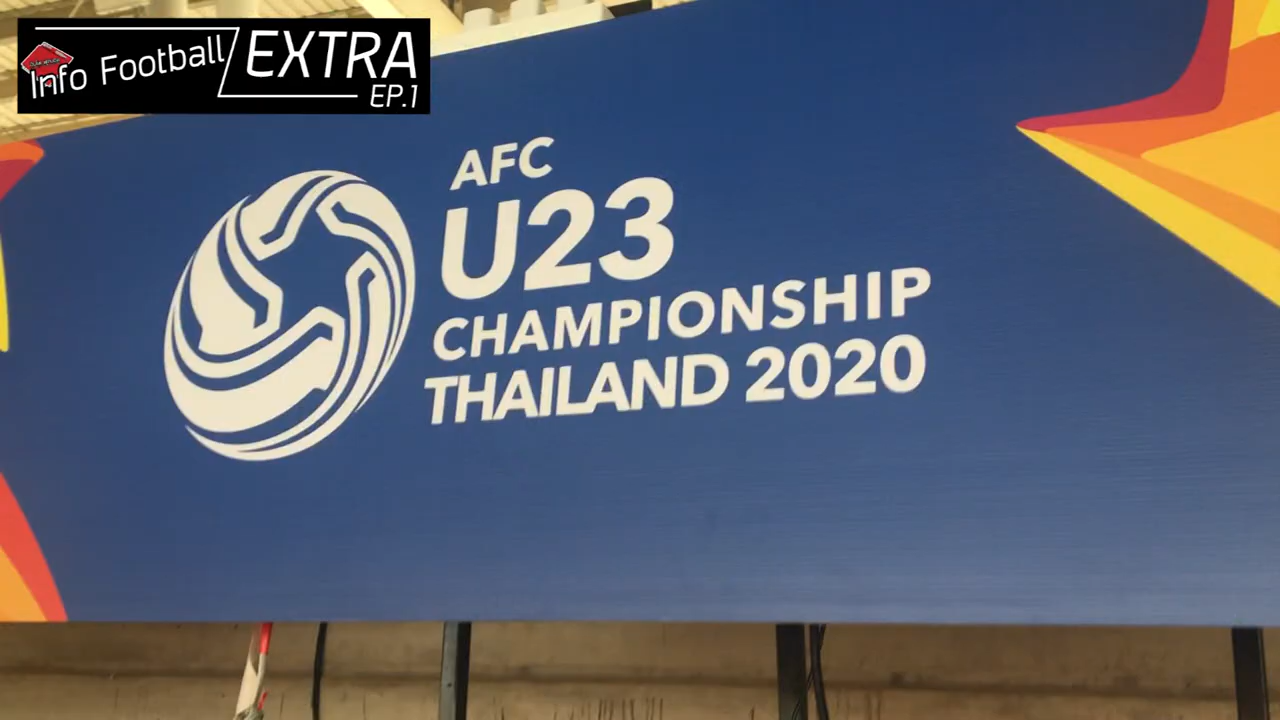 Info Football EXTRA
EP.1
AFC
U23
CHAMPIONSHIP
THAILAND 2020